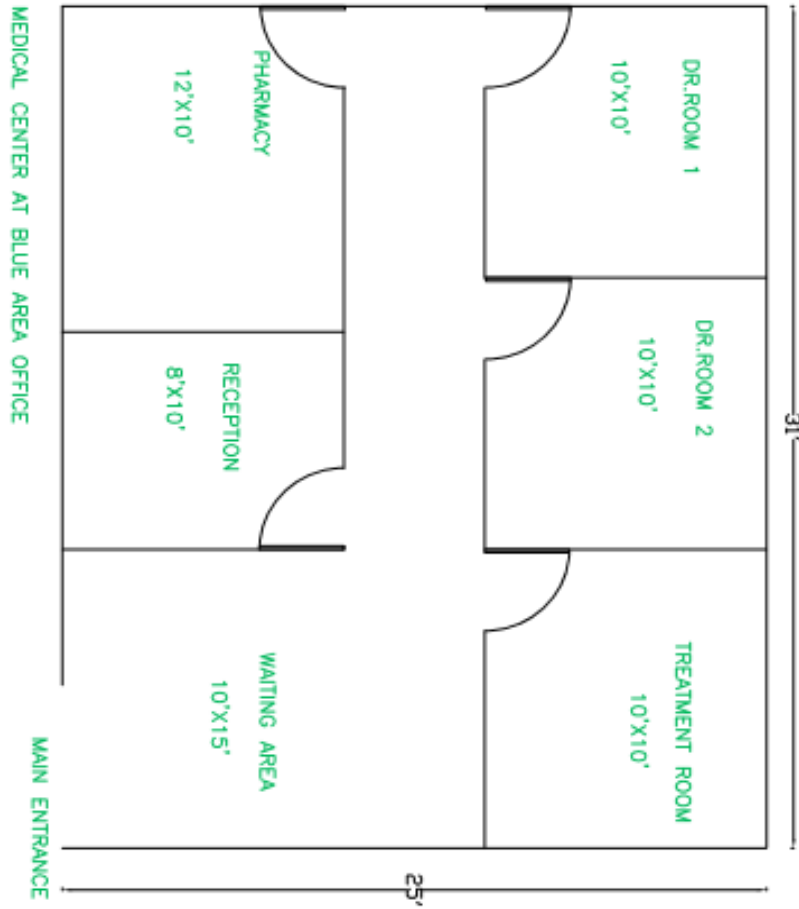 DR.ROOM 1
10'X10'
DR.ROOM 2
10'X10'
TREATMENT ROOM
10'X10'
PHARMACY
12'X10'
RECEPTION
8'X10'
WAITING AREA
10'X15'
31'
25'
MAIN ENTRANCE
MEDICAL CENTER AT BLUE AREA OFFICE